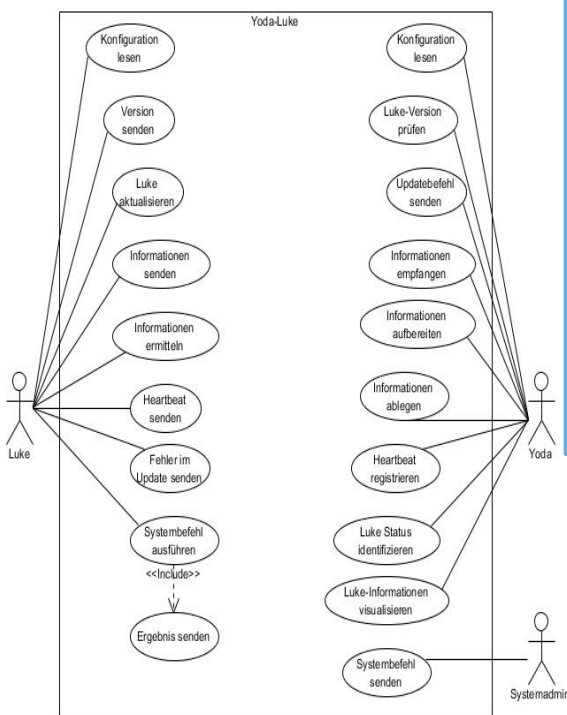 Yoda-Luke
Konfiguration
lesen
Version
senden
Luke
aktualisieren
Informationen
senden
Informationen
ermitteln
Heartbeat
senden
Fehler im
Update senden
Systembefehl
ausführen
<<Include>>
Ergebnis senden
Luke
Konfiguration
lesen
Luke-Version
prüfen
Updatebefehl
senden
Informationen
empfangen
Informationen
aufbereiten
Informationen
ablegen
Heartbeat
registrieren
Luke Status
identifizieren
Luke-Informationen
visualisieren
Systembefehl
senden
Yoda
Systemadmin